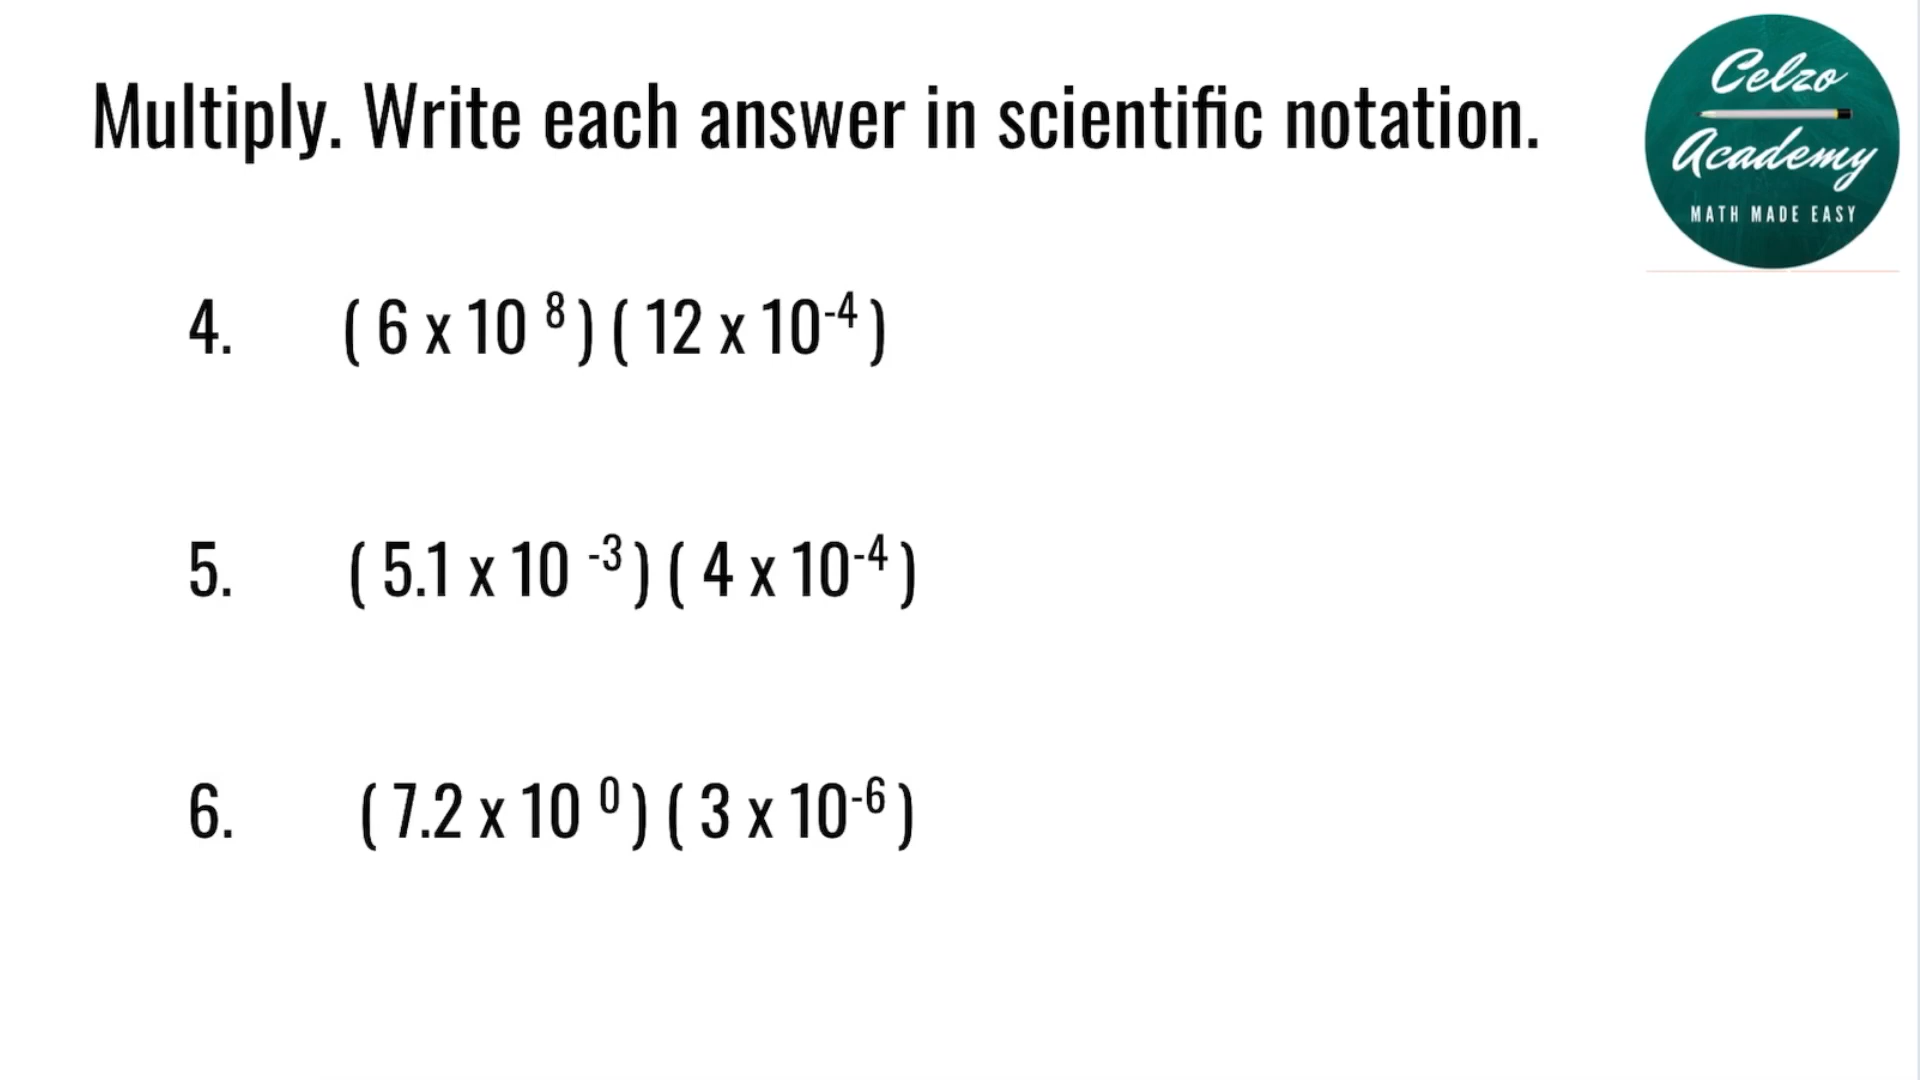 Multiply. Write each answer in scientific notation.
Celzo
Academy
MATH MADE EASY
4. ( 6 x 10 ⁸ ) ( 12 x 10⁻⁴ )
5. ( 5.1 x 10 ⁻³ ) ( 4 x 10⁻⁴ )
6. ( 7.2 x 10 ⁰ ) ( 3 x 10⁻⁶ )